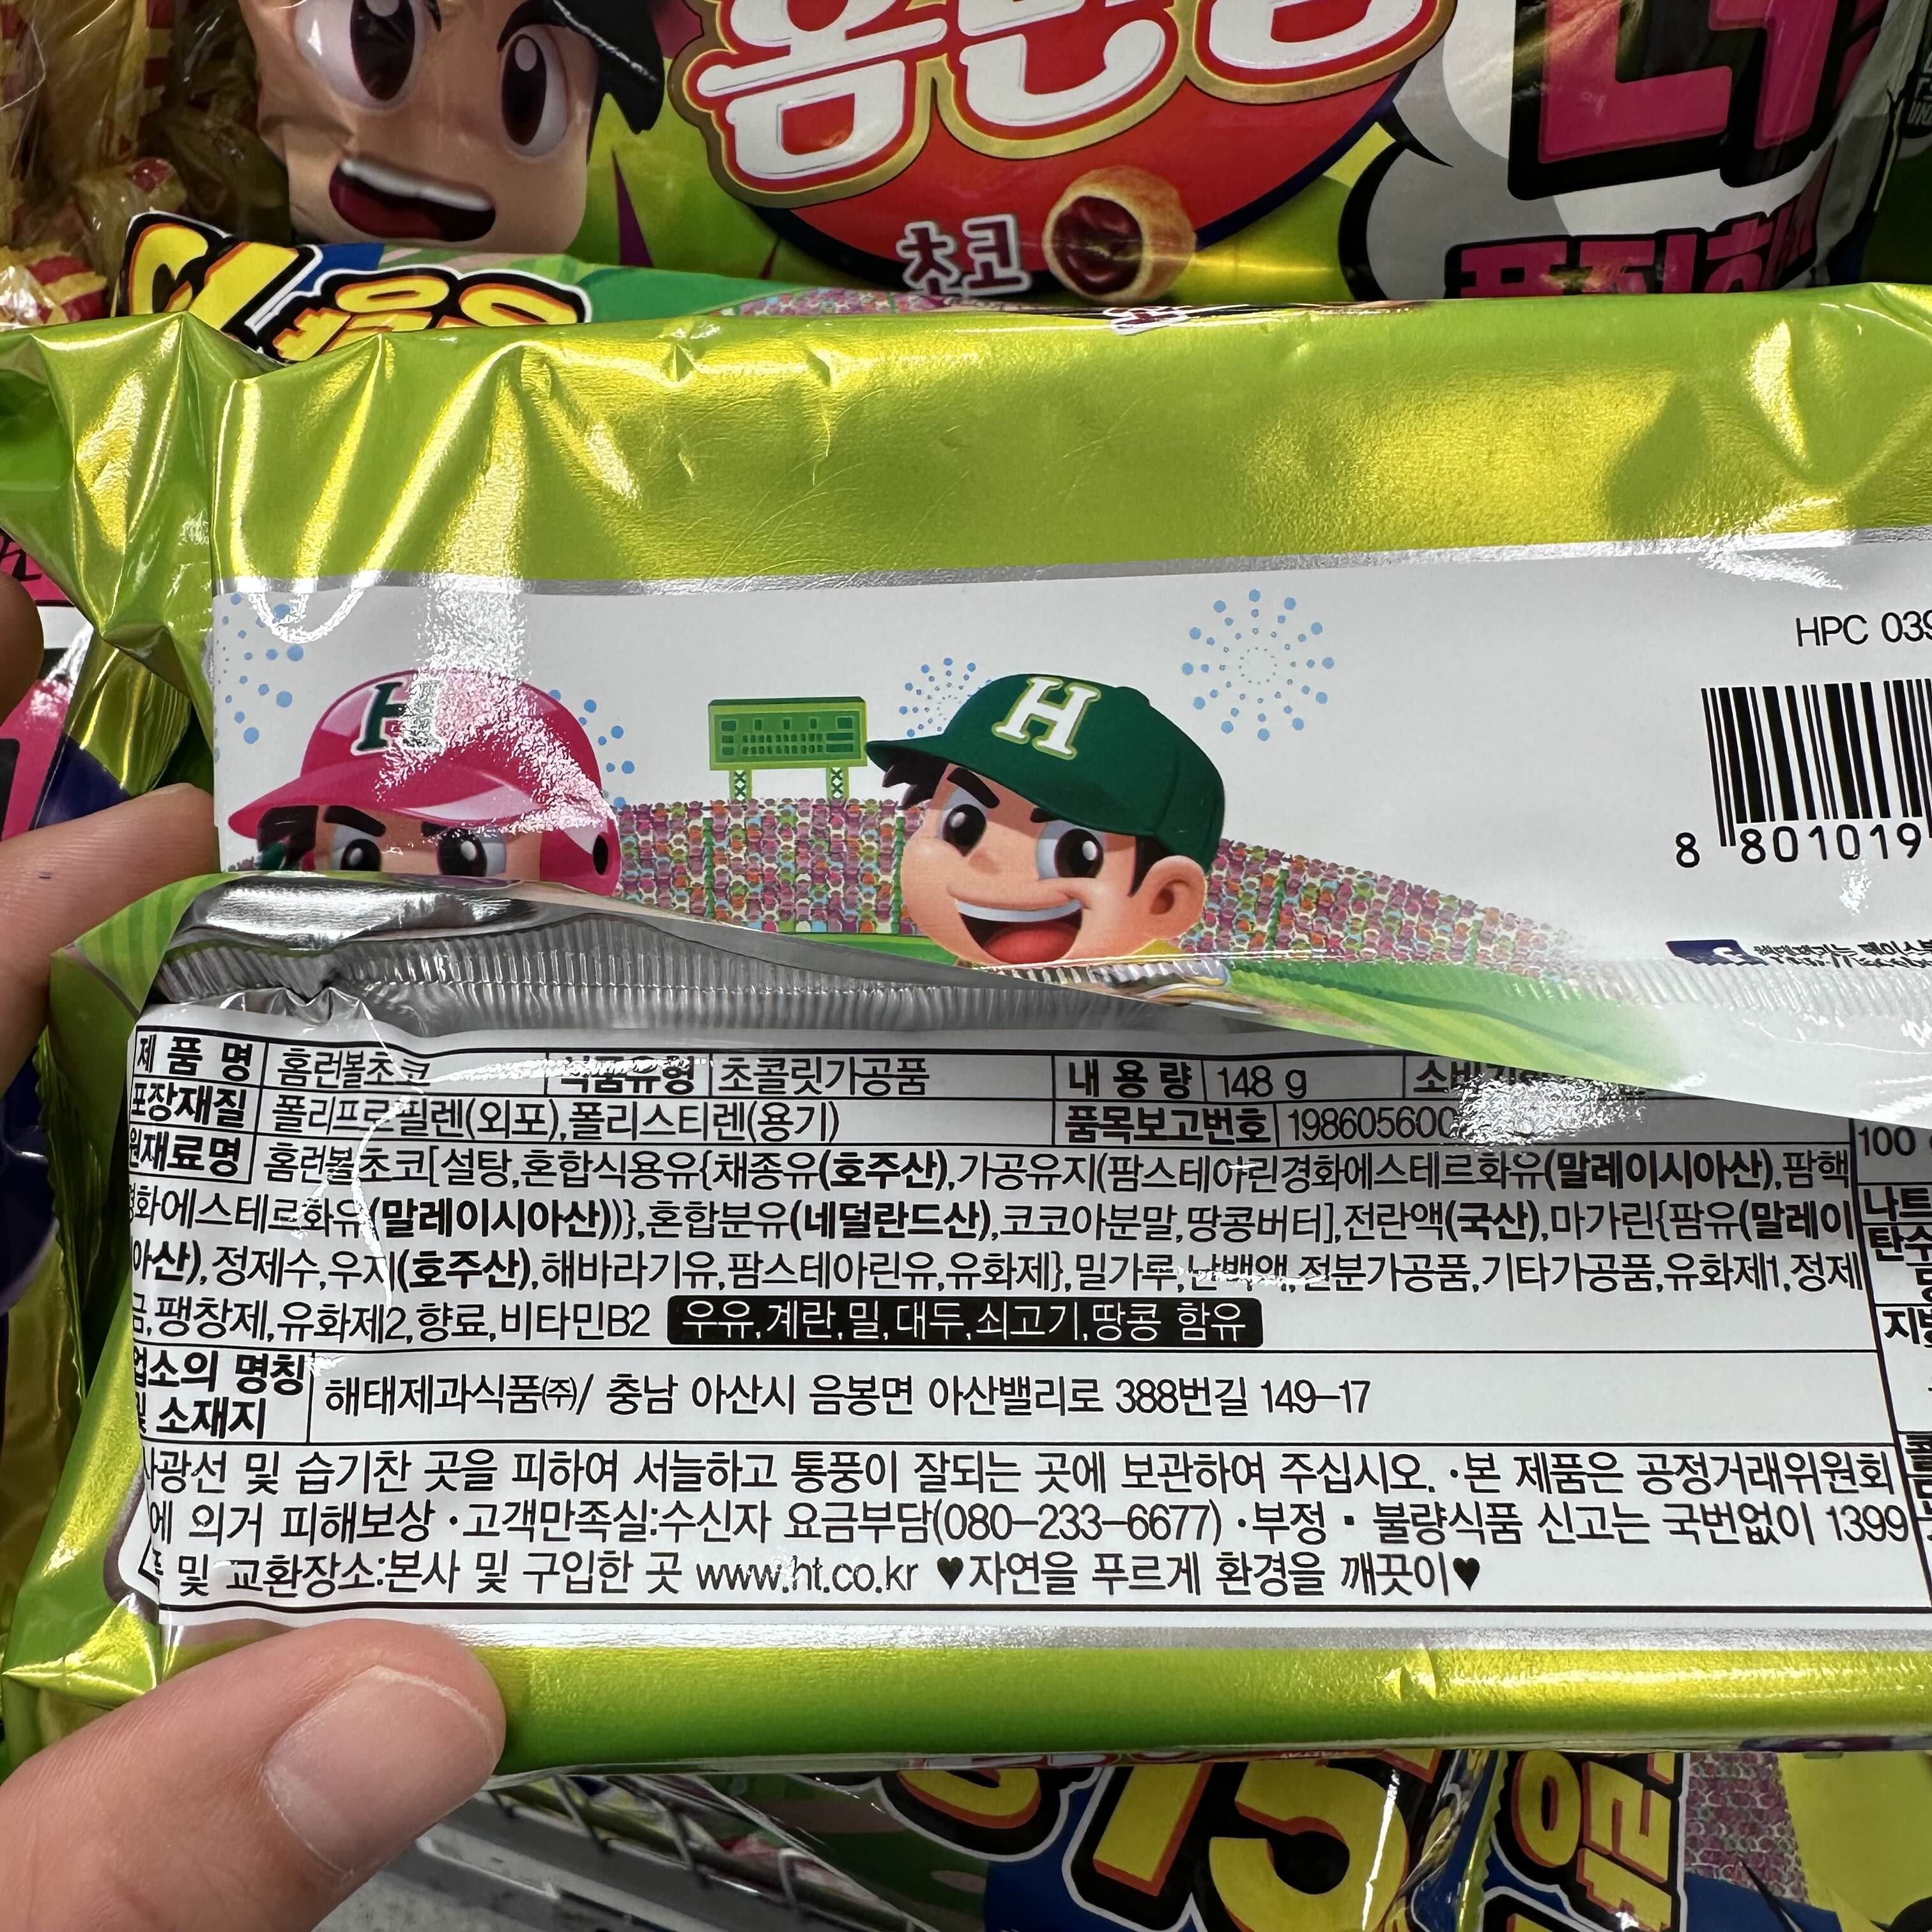 홈런볼
초코
H
H
HPC 039
8 801019
제 품 명 홈런볼초코 식품유형 초콜릿가공품 내 용 량 148 g
포장재질 폴리프로필렌(외포),폴리스티렌(용기) 품목보고번호 198605600
원재료명 홈런볼초코[설탕,혼합식용유{채종유(호주산),가공유지(팜스테아린경화에스테르화유(말레이시아산),팜핵
경화에스테르화유(말레이시아산))},혼합분유(네덜란드산),코코아분말,땅콩버터],전란액(국산),마가린{팜유(말레이
아산),정제수,우지(호주산),해바라기유,팜스테아린유,유화제},밀가루,난백액,전분가공품,기타가공품,유화제1,정제
금,팽창제,유화제2,향료,비타민B2 우유,계란,밀,대두,쇠고기,땅콩 함유
업소의 명칭
및 소재지
해태제과식품㈜/ 충남 아산시 음봉면 아산밸리로 388번길 149-17
사광선 및 습기찬 곳을 피하여 서늘하고 통풍이 잘되는 곳에 보관하여 주십시오. ·본 제품은 공정거래위원회
에 의거 피해보상 ·고객만족실:수신자 요금부담(080-233-6677) ·부정 · 불량식품 신고는 국번없이 1399
및 교환장소:본사 및 구입한 곳 www.ht.co.kr ♥자연을 푸르게 환경을 깨끗이♥
100
나트
탄수
지방
15